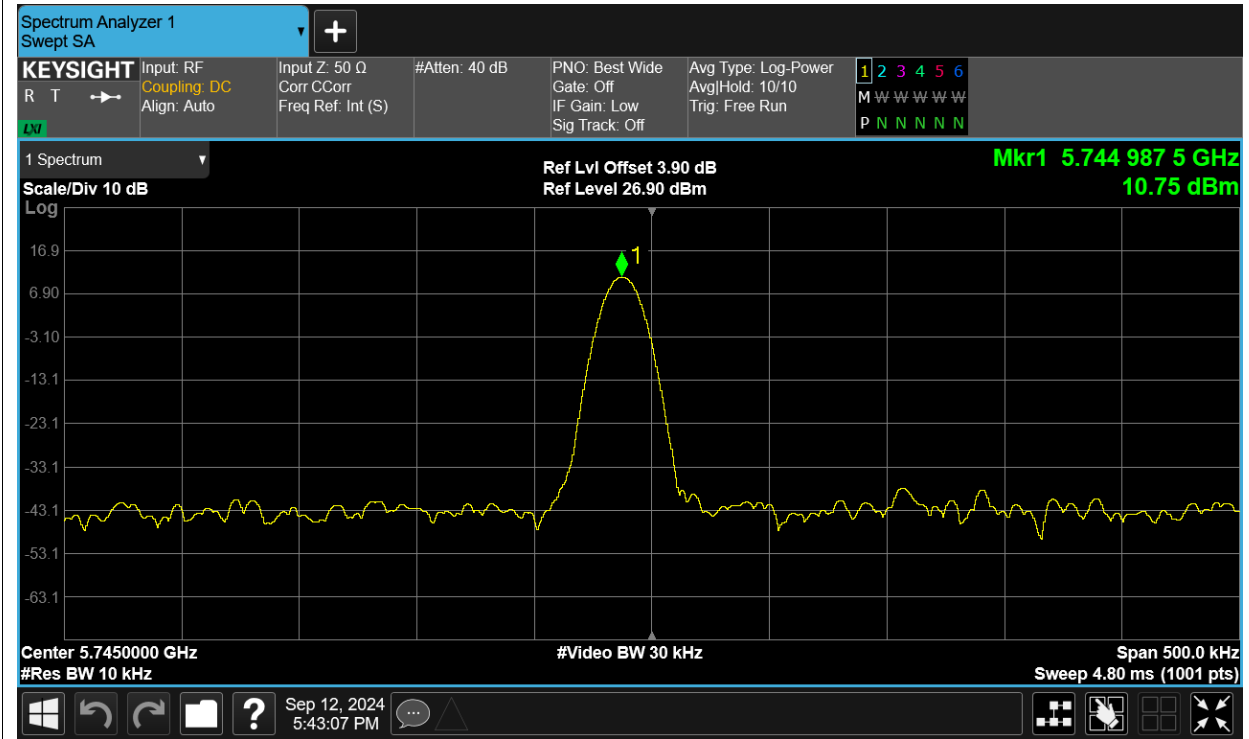 Spectrum Analyzer 1
Swept SA
KEYSIGHT
R T
LXI
Input: RF
Coupling: DC
Align: Auto
Input Z: 50 Ω
Corr CCorr
Freq Ref: Int (S)
#Atten: 40 dB
PNO: Best Wide
Gate: Off
IF Gain: Low
Sig Track: Off
Avg Type: Log-Power
Avg|Hold: 10/10
Trig: Free Run
1 2 3 4 5 6
M W W W W W
P N N N N N
1 Spectrum
Scale/Div 10 dB
Log
Ref Lvl Offset 3.90 dB
Ref Level 26.90 dBm
Mkr1 5.744 987 5 GHz
10.75 dBm
1
16.9
6.90
-3.10
-13.1
-23.1
-33.1
-43.1
-53.1
-63.1
Center 5.7450000 GHz
#Res BW 10 kHz
#Video BW 30 kHz
Span 500.0 kHz
Sweep 4.80 ms (1001 pts)
?
Sep 12, 2024
5:43:07 PM